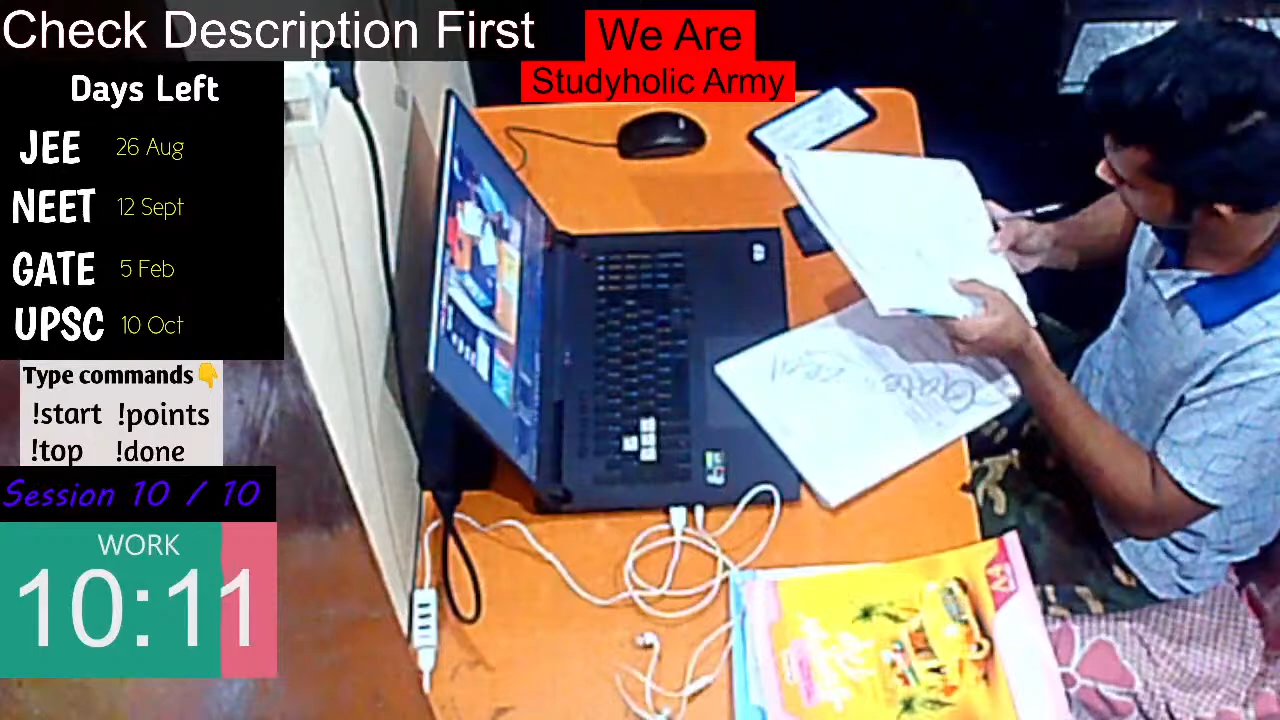 Check Description First
We Are
Studyholic Army
Days Left
JEE 26 Aug
NEET 12 Sept
GATE 5 Feb
UPSC 10 Oct
Type commands👇
!start !points
!top !done
Session 10 / 10
WORK
10:11
A4